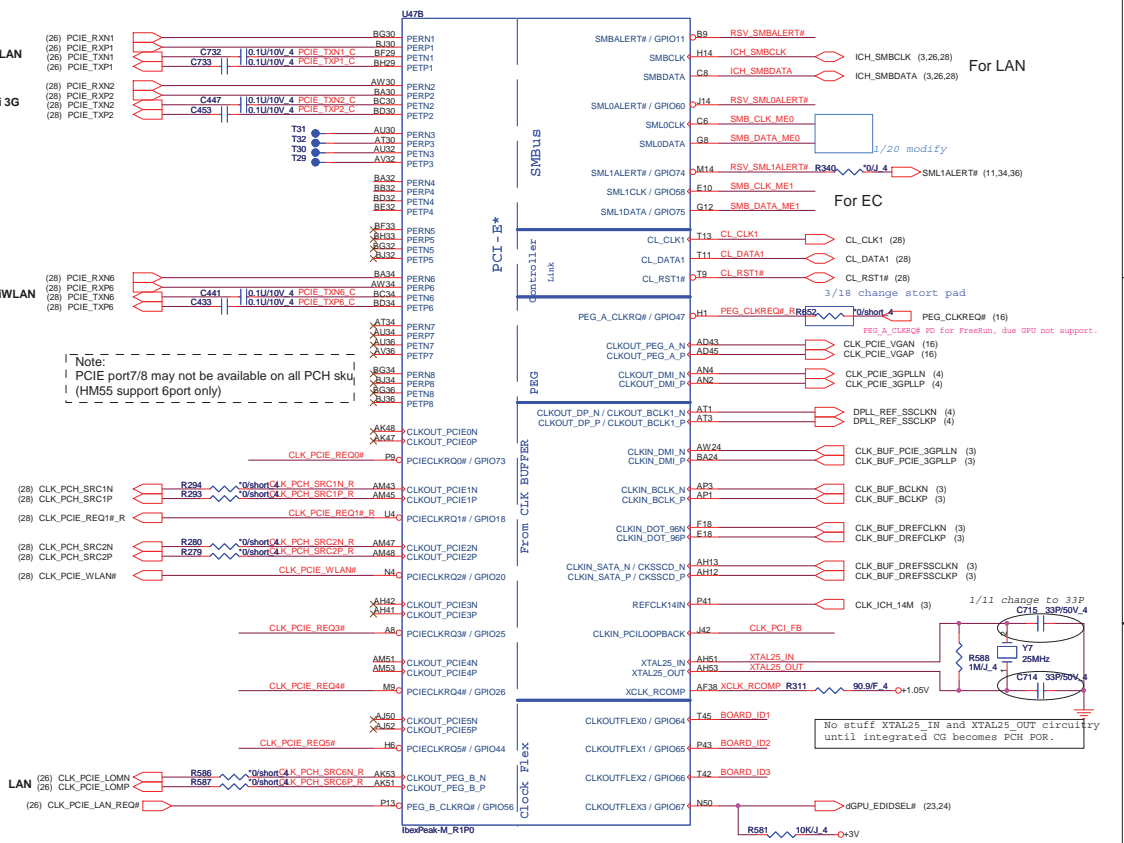 U47B
LAN
(26) PCIE_RXN1 BG30 PERN1
(26) PCIE_RXP1 BJ30 PERP1
(26) PCIE_TXN1 C732 0.1U/10V_4 PCIE_TXN1_C BF29 PETN1
(26) PCIE_TXP1 C733 0.1U/10V_4 PCIE_TXP1_C BH29 PETP1
i 3G
(28) PCIE_RXN2 AW30 PERN2
(28) PCIE_RXP2 BA30 PERP2
(28) PCIE_TXN2 C447 0.1U/10V_4 PCIE_TXN2_C BC30 PETN2
(28) PCIE_TXP2 C453 0.1U/10V_4 PCIE_TXP2_C BD30 PETP2
T31 AU30 PERN3
T32 AT30 PERP3
T30 AU32 PETN3
T29 AV32 PETP3
BA32 PERN4
BB32 PERP4
BD32 PETN4
BE32 PETP4
BF33 PERN5
BH33 PERP5
BG32 PETN5
BJ32 PETP5
iWLAN
(28) PCIE_RXN6 BA34 PERN6
(28) PCIE_RXP6 AW34 PERP6
(28) PCIE_TXN6 C441 0.1U/10V_4 PCIE_TXN6_C BC34 PETN6
(28) PCIE_TXP6 C433 0.1U/10V_4 PCIE_TXP6_C BD34 PETP6
AT34 PERN7
AU34 PERP7
AU36 PETN7
AV36 PETP7
Note:
PCIE port7/8 may not be available on all PCH sku
(HM55 support 6port only)
BG34 PERN8
BJ34 PERP8
BG36 PETN8
BJ36 PETP8
AK48 CLKOUT_PCIE0N
AK47 CLKOUT_PCIE0P
CLK_PCIE_REQ0# P9 PCIECLKRQ0# / GPIO73
(28) CLK_PCH_SRC1N R294 *0/short_4 CLK_PCH_SRC1N_R AM43 CLKOUT_PCIE1N
(28) CLK_PCH_SRC1P R293 *0/short_4 CLK_PCH_SRC1P_R AM45 CLKOUT_PCIE1P
(28) CLK_PCIE_REQ1#_R CLK_PCIE_REQ1#_R U4 PCIECLKRQ1# / GPIO18
(28) CLK_PCH_SRC2N R280 *0/short_4 CLK_PCH_SRC2N_R AM47 CLKOUT_PCIE2N
(28) CLK_PCH_SRC2P R279 *0/short_4 CLK_PCH_SRC2P_R AM48 CLKOUT_PCIE2P
(28) CLK_PCIE_WLAN# CLK_PCIE_WLAN# N4 PCIECLKRQ2# / GPIO20
AH42 CLKOUT_PCIE3N
AH41 CLKOUT_PCIE3P
CLK_PCIE_REQ3# A8 PCIECLKRQ3# / GPIO25
AM51 CLKOUT_PCIE4N
AM53 CLKOUT_PCIE4P
CLK_PCIE_REQ4# M9 PCIECLKRQ4# / GPIO26
AJ50 CLKOUT_PCIE5N
AJ52 CLKOUT_PCIE5P
CLK_PCIE_REQ5# H6 PCIECLKRQ5# / GPIO44
LAN
(26) CLK_PCIE_LOMN R586 *0/short_4 CLK_PCH_SRC6N_R AK53 CLKOUT_PEG_B_N
(26) CLK_PCIE_LOMP R587 *0/short_4 CLK_PCH_SRC6P_R AK51 CLKOUT_PEG_B_P
(26) CLK_PCIE_LAN_REQ# P13 PEG_B_CLKRQ# / GPIO56
IbexPeak-M_R1P0
PCI-E*
SMBus
Controller
Link
PEG
From CLK BUFFER
Clock Flex
SMBALERT# / GPIO11 B9 RSV_SMBALERT#
SMBCLK H14 ICH_SMBCLK ICH_SMBCLK (3,26,28)
SMBDATA C8 ICH_SMBDATA ICH_SMBDATA (3,26,28)
For LAN
SML0ALERT# / GPIO60 J14 RSV_SML0ALERT#
SML0CLK C6 SMB_CLK_ME0
SML0DATA G8 SMB_DATA_ME0
1/20 modify
SML1ALERT# / GPIO74 M14 RSV_SML1ALERT# R340 *0/J_4 SML1ALERT# (11,34,36)
SML1CLK / GPIO58 E10 SMB_CLK_ME1
SML1DATA / GPIO75 G12 SMB_DATA_ME1
For EC
CL_CLK1 T13 CL_CLK1 CL_CLK1 (28)
CL_DATA1 T11 CL_DATA1 CL_DATA1 (28)
CL_RST1# T9 CL_RST1# CL_RST1# (28)
3/18 change stort pad
PEG_A_CLKRQ# / GPIO47 H1 PEG_CLKREQ#_R R652 *0/short_4 PEG_CLKREQ# (16)
PEG_A_CLKRQ# PD for FreeRun, due GPU not support.
CLKOUT_PEG_A_N AD43 CLK_PCIE_VGAN (16)
CLKOUT_PEG_A_P AD45 CLK_PCIE_VGAP (16)
CLKOUT_DMI_N AN4 CLK_PCIE_3GPLLN (4)
CLKOUT_DMI_P AN2 CLK_PCIE_3GPLLP (4)
CLKOUT_DP_N / CLKOUT_BCLK1_N AT1 DPLL_REF_SSCLKN (4)
CLKOUT_DP_P / CLKOUT_BCLK1_P AT3 DPLL_REF_SSCLKP (4)
CLKIN_DMI_N AW24 CLK_BUF_PCIE_3GPLLN (3)
CLKIN_DMI_P BA24 CLK_BUF_PCIE_3GPLLP (3)
CLKIN_BCLK_N AP3 CLK_BUF_BCLKN (3)
CLKIN_BCLK_P AP1 CLK_BUF_BCLKP (3)
CLKIN_DOT_96N F18 CLK_BUF_DREFCLKN (3)
CLKIN_DOT_96P E18 CLK_BUF_DREFCLKP (3)
CLKIN_SATA_N / CKSSCD_N AH13 CLK_BUF_DREFSSCLKN (3)
CLKIN_SATA_P / CKSSCD_P AH12 CLK_BUF_DREFSSCLKP (3)
REFCLK14IN P41 CLK_ICH_14M (3)
1/11 change to 33P
C715 33P/50V_4
CLKIN_PCILOOPBACK J42 CLK_PCI_FB
XTAL25_IN AH51 XTAL25_IN
XTAL25_OUT AH53 XTAL25_OUT
R588
1M/J_4
2
Y7
25MHz
C714 33P/50V_4
XCLK_RCOMP AF38 XCLK_RCOMP R311 90.9/F_4 +1.05V
No stuff XTAL25_IN and XTAL25_OUT circuitry
until integrated CG becomes PCH POR.
CLKOUTFLEX0 / GPIO64 T45 BOARD_ID1
CLKOUTFLEX1 / GPIO65 P43 BOARD_ID2
CLKOUTFLEX2 / GPIO66 T42 BOARD_ID3
CLKOUTFLEX3 / GPIO67 N50 dGPU_EDIDSEL# (23,24)
R581 10K/J_4 +3V